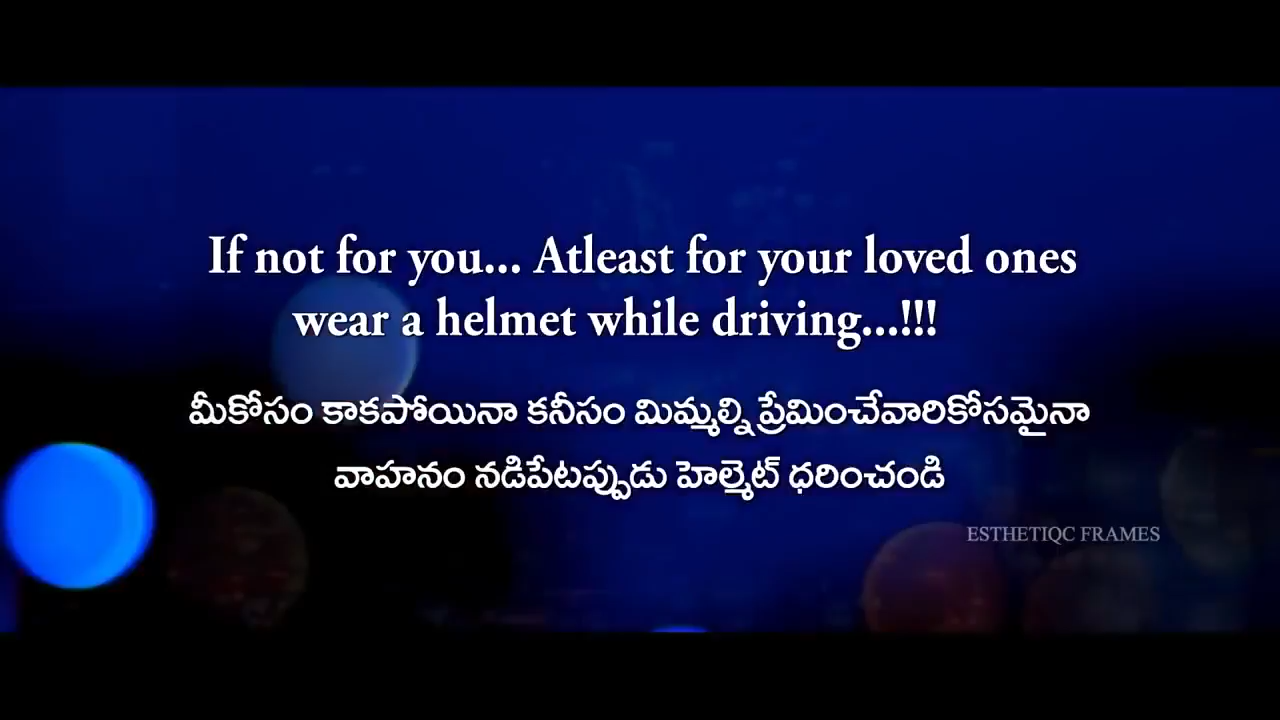 If not for you... Atleast for your loved ones
wear a helmet while driving...!!!
మీకోసం కాకపోయినా కనీసం మిమ్మల్ని ప్రేమించేవారికోసమైనా
వాహనం నడిపేటప్పుడు హెల్మెట్ ధరించండి
ESTHETIQC FRAMES